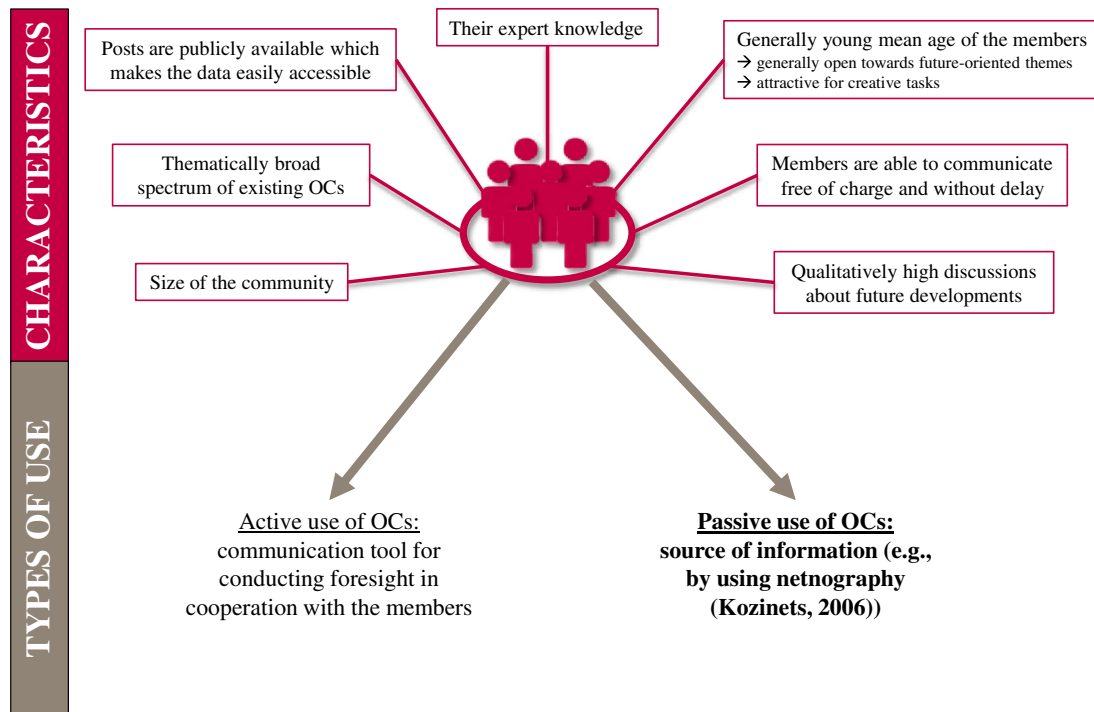 CHARACTERISTICS
Their expert knowledge
Posts are publicly available which
makes the data easily accessible
Generally young mean age of the members
→ generally open towards future-oriented themes
→ attractive for creative tasks
Thematically broad
spectrum of existing OCs
Members are able to communicate
free of charge and without delay
Size of the community
Qualitatively high discussions
about future developments
TYPES OF USE
Active use of OCs:
communication tool for
conducting foresight in
cooperation with the members
Passive use of OCs:
source of information (e.g.,
by using netnography
(Kozinets, 2006))